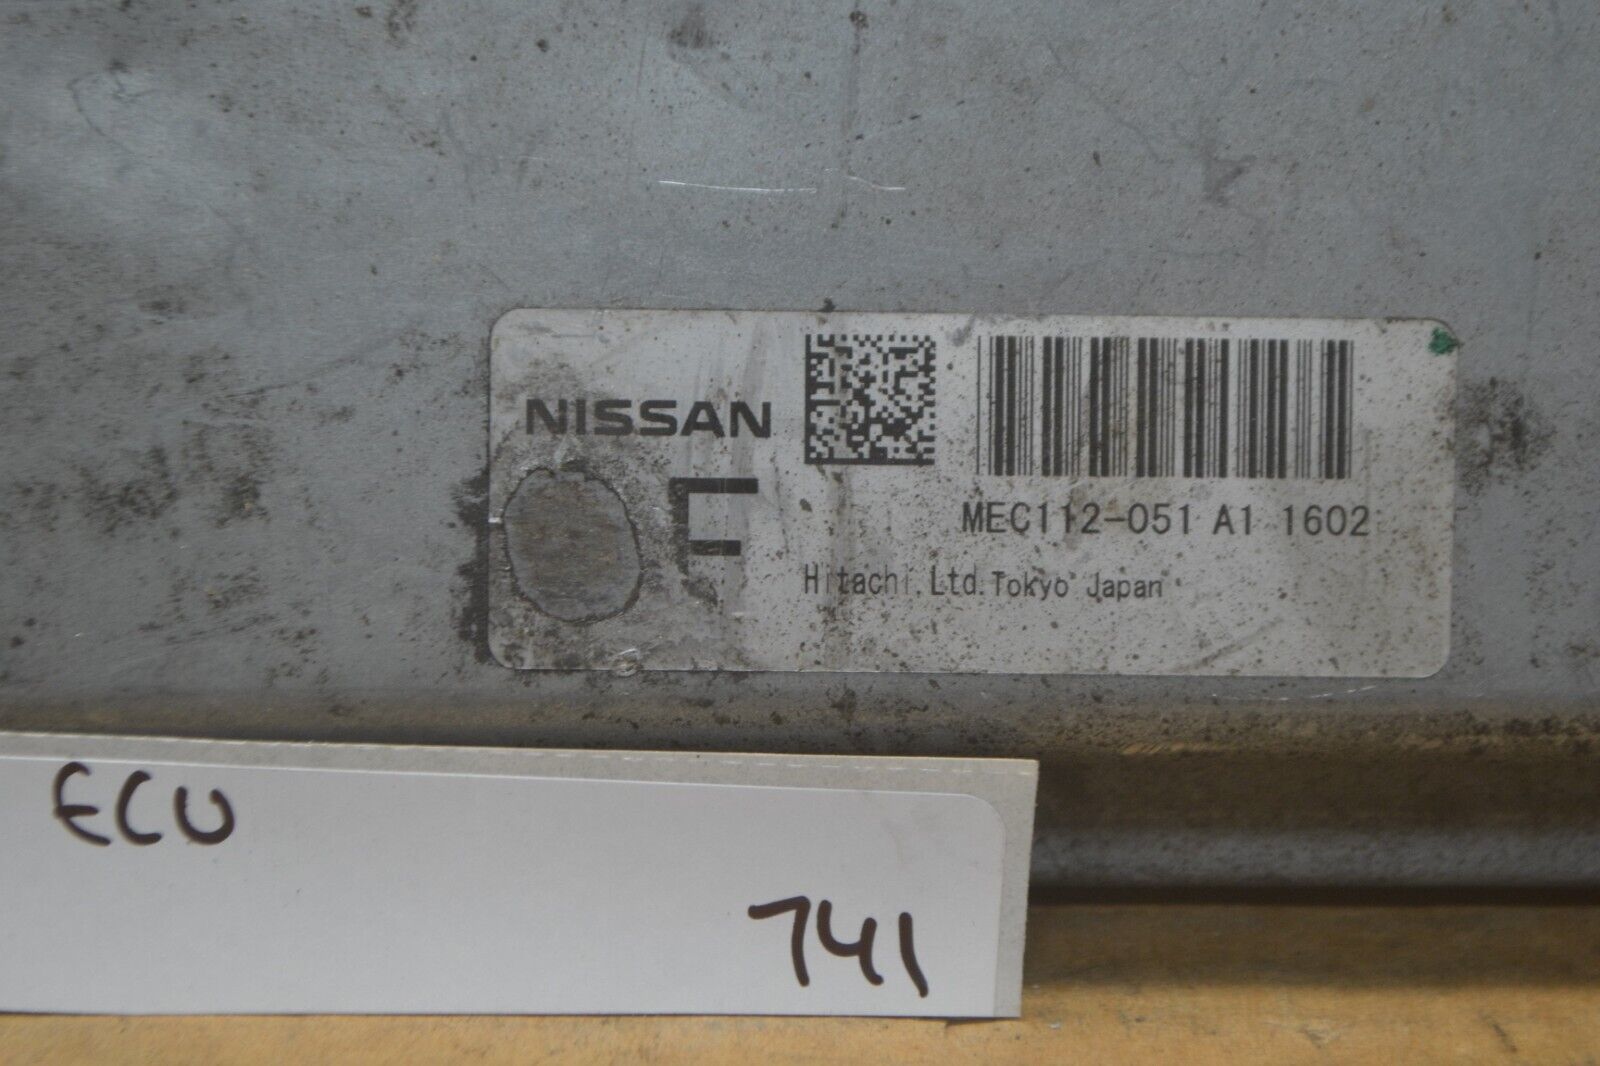 NISSAN
MEC112-051 A1 1602
Hitachi, Ltd. Tokyo Japan
ECU
741